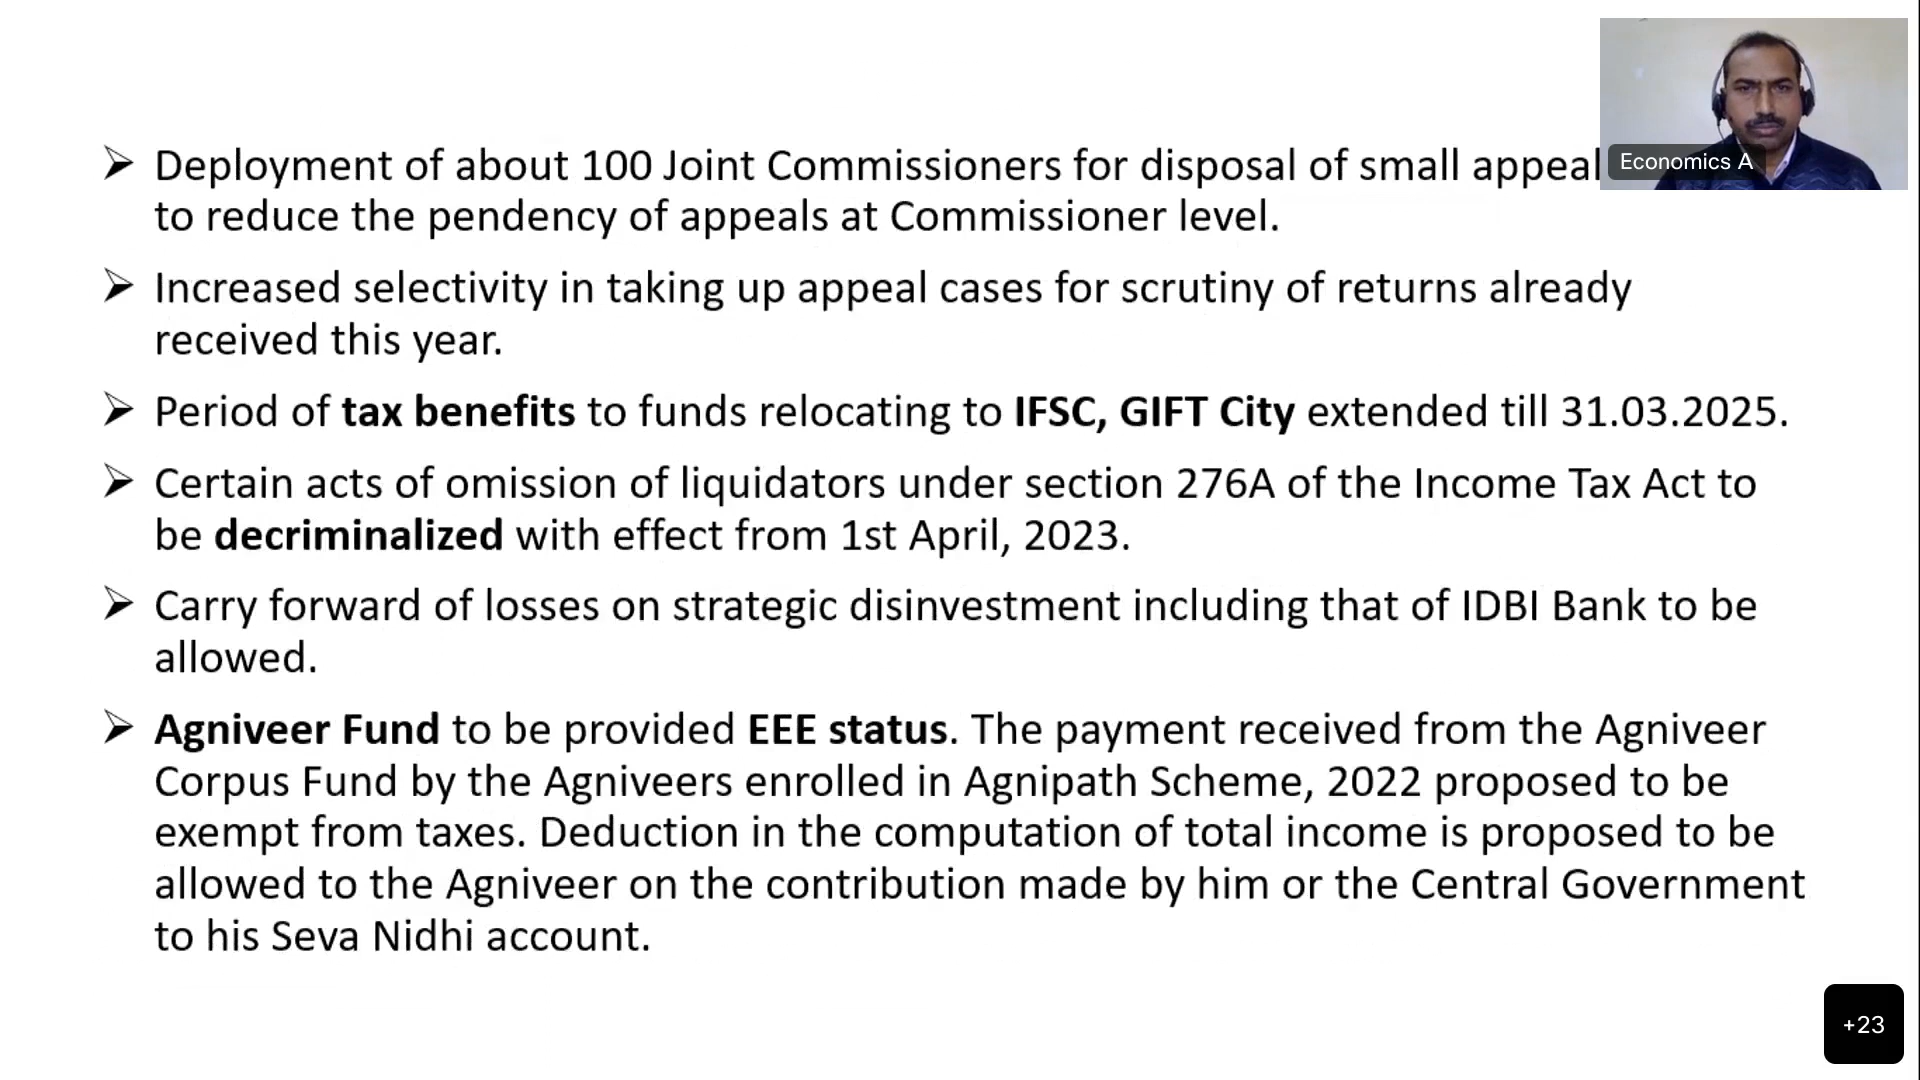 Deployment of about 100 Joint Commissioners for disposal of small appeal
to reduce the pendency of appeals at Commissioner level.
Increased selectivity in taking up appeal cases for scrutiny of returns already
received this year.
Period of tax benefits to funds relocating to IFSC, GIFT City extended till 31.03.2025.
Certain acts of omission of liquidators under section 276A of the Income Tax Act to
be decriminalized with effect from 1st April, 2023.
Carry forward of losses on strategic disinvestment including that of IDBI Bank to be
allowed.
Agniveer Fund to be provided EEE status. The payment received from the Agniveer
Corpus Fund by the Agniveers enrolled in Agnipath Scheme, 2022 proposed to be
exempt from taxes. Deduction in the computation of total income is proposed to be
allowed to the Agniveer on the contribution made by him or the Central Government
to his Seva Nidhi account.
Economics A
+23